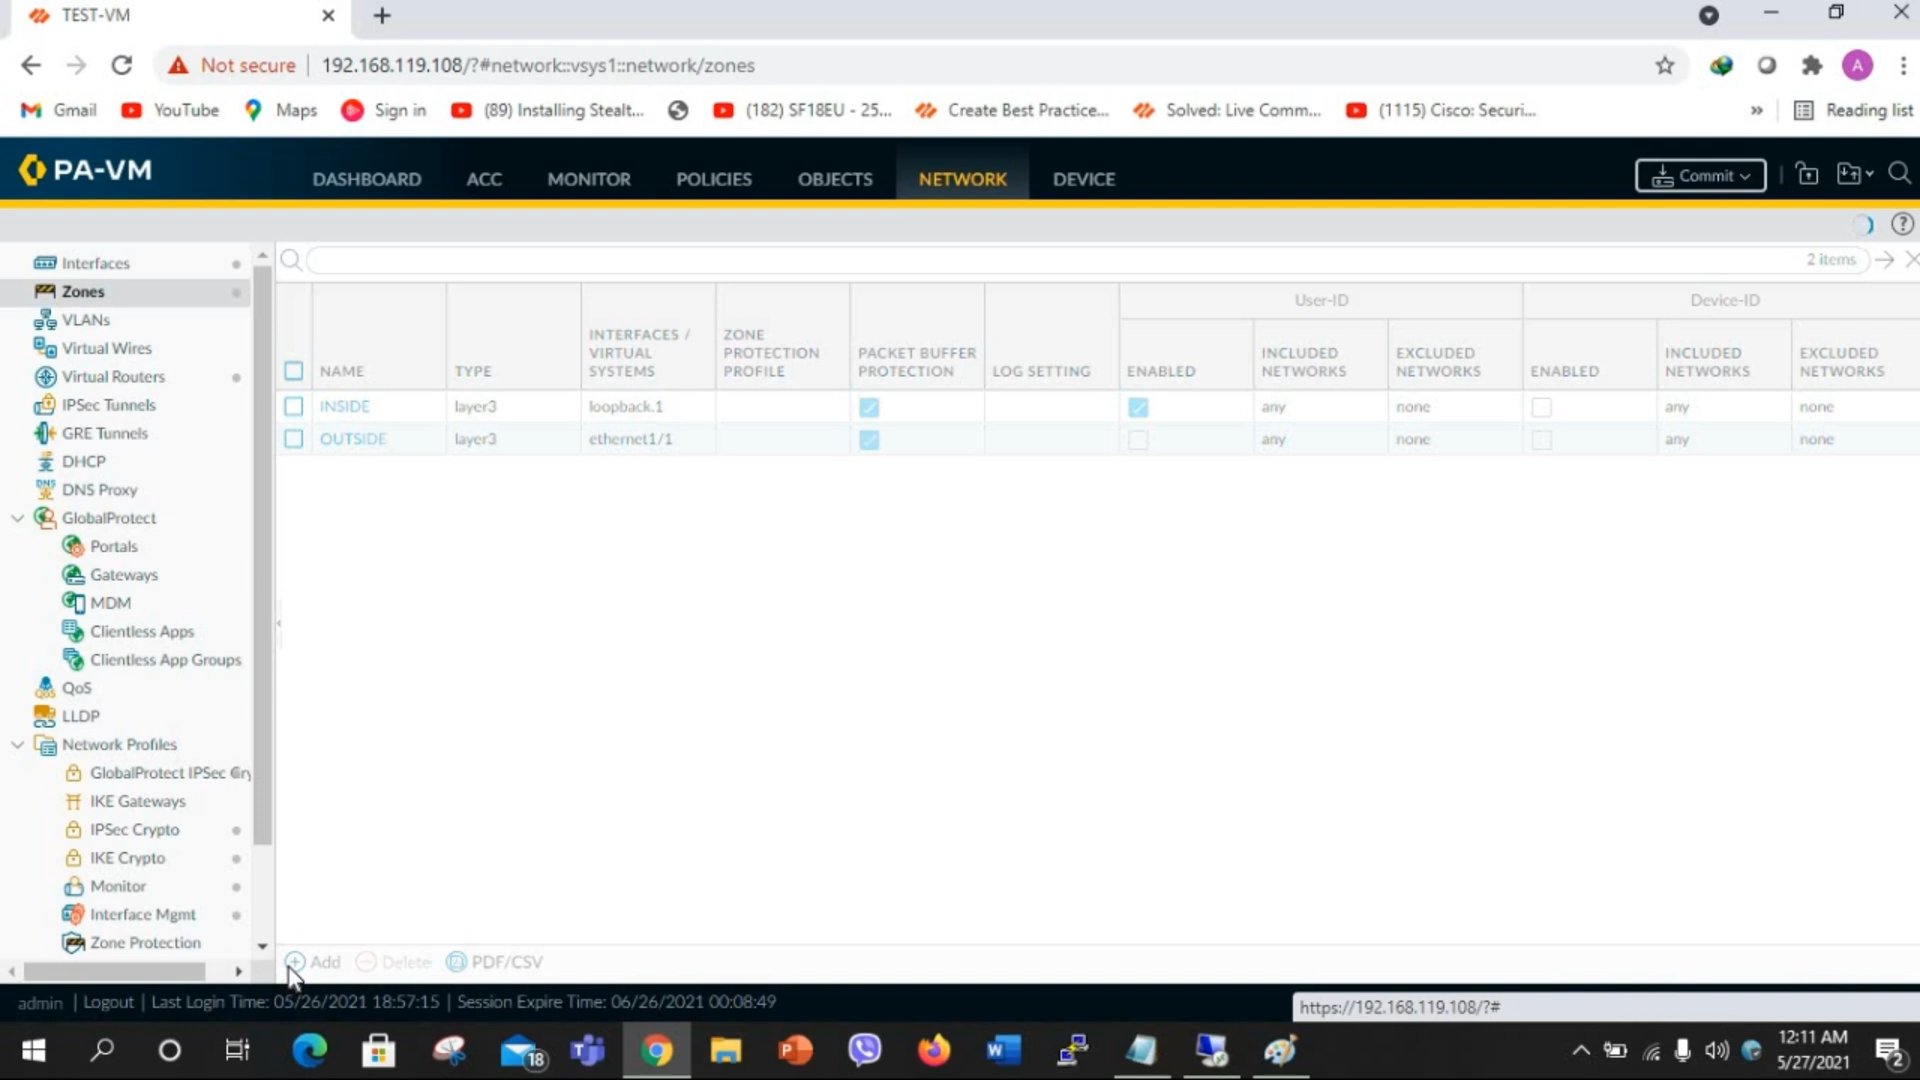 TEST-VM
Not secure 192.168.119.108/?#network::vsys1::network/zones A
Gmail YouTube Maps Sign in (89) Installing Stealt... (182) SF18EU - 25... Create Best Practice... Solved: Live Comm... (1115) Cisco: Securi... » Reading list
PA-VM DASHBOARD ACC MONITOR POLICIES OBJECTS NETWORK DEVICE Commit
Interfaces
Zones
VLANs
Virtual Wires
Virtual Routers
IPSec Tunnels
GRE Tunnels
DHCP
DNS Proxy
GlobalProtect
Portals
Gateways
MDM
Clientless Apps
Clientless App Groups
QoS
LLDP
Network Profiles
GlobalProtect IPSec Cry
IKE Gateways
IPSec Crypto
IKE Crypto
Monitor
Interface Mgmt
Zone Protection
2 items
User-ID Device-ID
NAME TYPE INTERFACES / VIRTUAL SYSTEMS ZONE PROTECTION PROFILE PACKET BUFFER PROTECTION LOG SETTING ENABLED INCLUDED NETWORKS EXCLUDED NETWORKS ENABLED INCLUDED NETWORKS EXCLUDED NETWORKS
INSIDE layer3 loopback.1 any none any none
OUTSIDE layer3 ethernet1/1 any none any none
Add Delete PDF/CSV
admin | Logout | Last Login Time: 05/26/2021 18:57:15 | Session Expire Time: 06/26/2021 00:08:49
https://192.168.119.108/?#
18
12:11 AM
5/27/2021
2